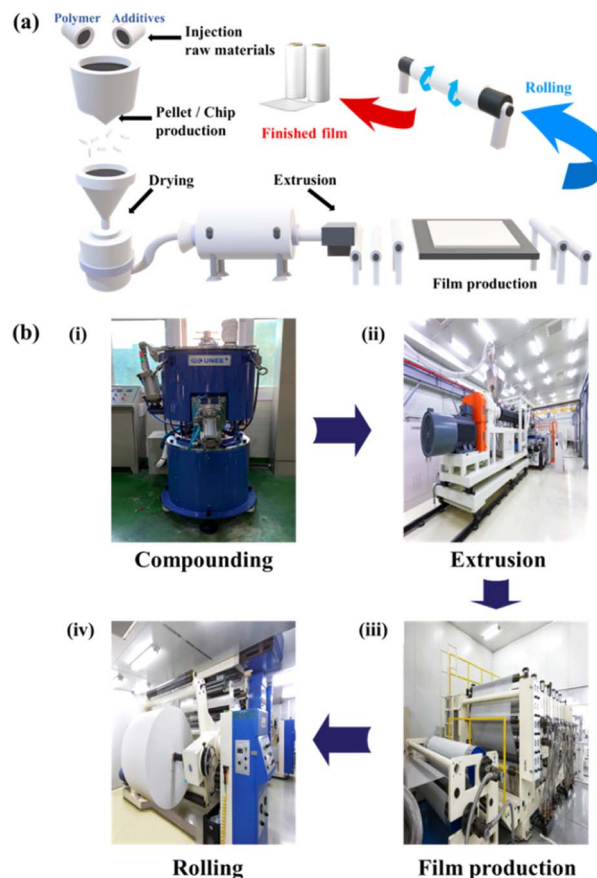 (a)
Polymer Additives
Injection
raw materials
Pellet / Chip
production
Drying
Extrusion
Finished film
Rolling
Film production
(b)
(i)
UNEE
Compounding
(ii)
Extrusion
(iii)
Film production
(iv)
Rolling